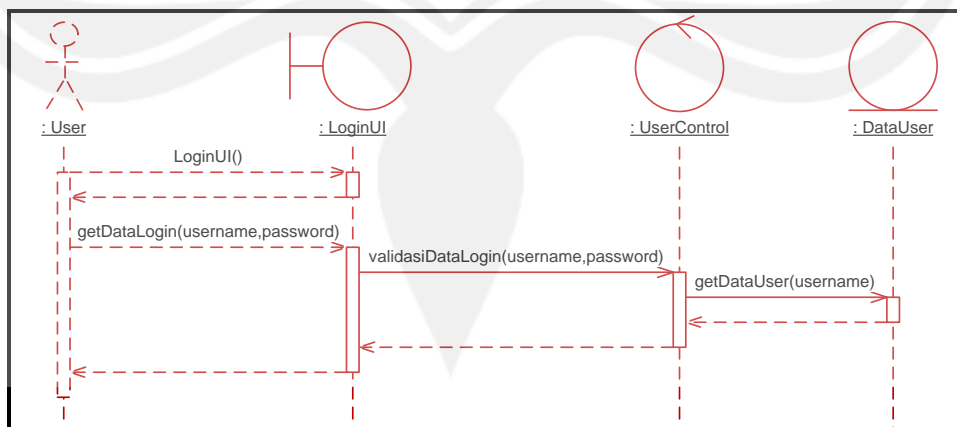 : User
: LoginUI
: UserControl
: DataUser
LoginUI()
getDataLogin(username,password)
validasiDataLogin(username,password)
getDataUser(username)